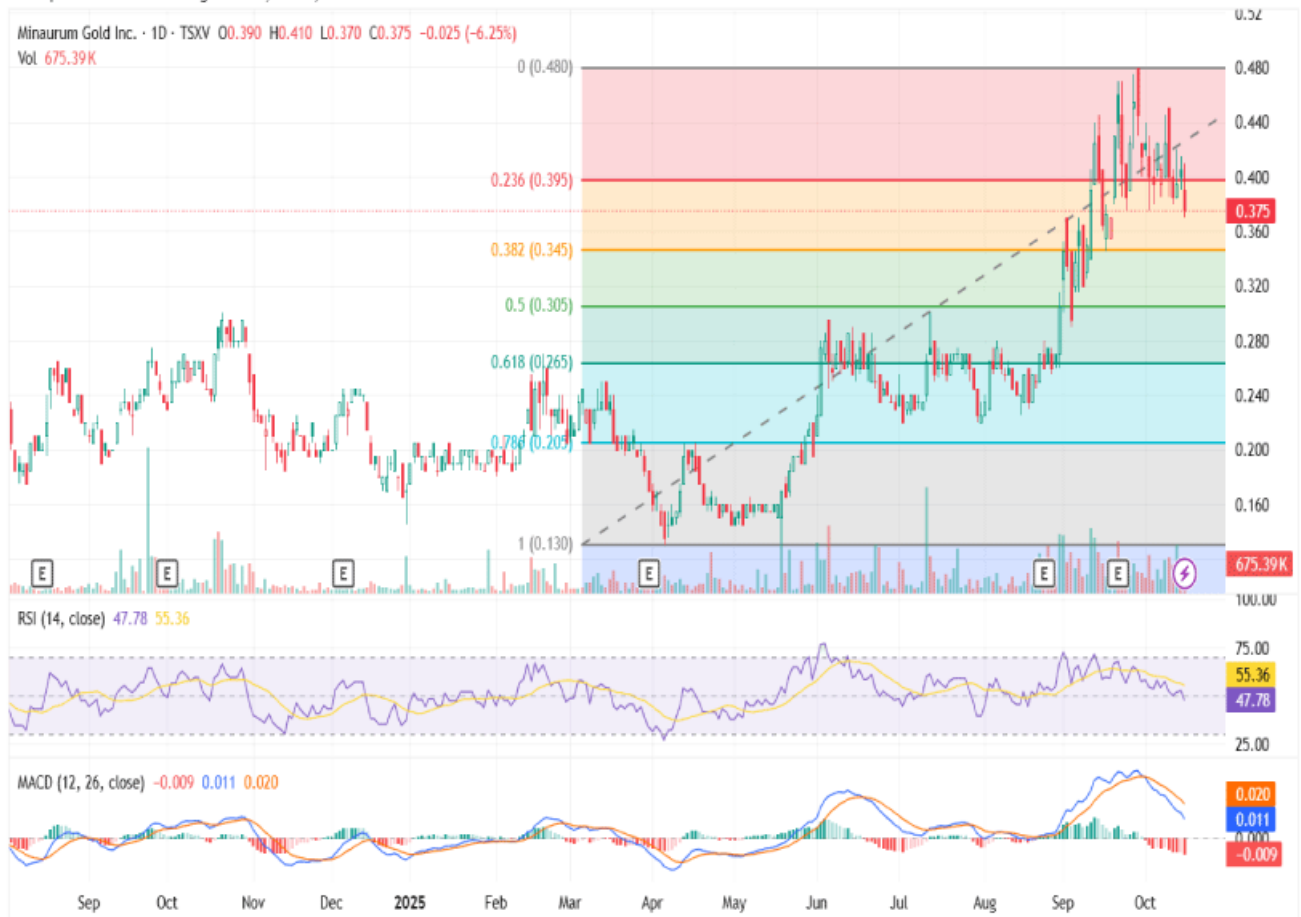 Minaurum Gold Inc. · 1D · TSXV O0.390 H0.410 L0.370 C0.375 −0.025 (−6.25%)
Vol 675.39K
0.52
0 (0.480)
0.480
0.440
0.236 (0.395)
0.400
0.375
0.360
0.382 (0.345)
0.320
0.5 (0.305)
0.280
0.618 (0.265)
0.240
0.786 (0.205)
0.200
0.160
1 (0.130)
E
E
E
E
E
E
675.39K
100.00
RSI (14, close) 47.78 55.36
75.00
55.36
47.78
25.00
MACD (12, 26, close) −0.009 0.011 0.020
0.020
0.011
0.000
−0.009
Sep Oct Nov Dec 2025 Feb Mar Apr May Jun Jul Aug Sep Oct